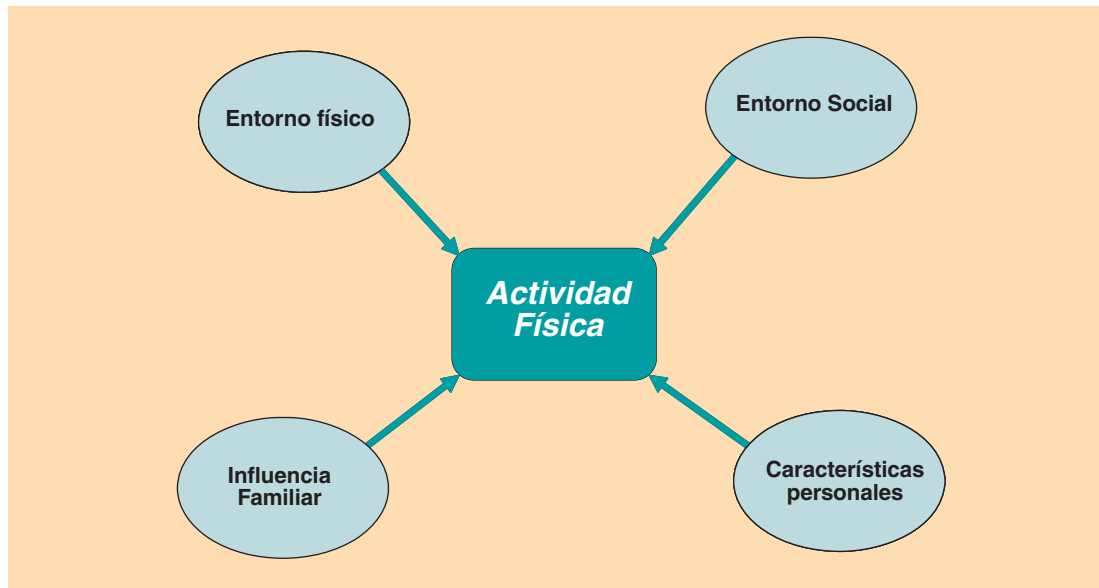 Entorno físico
Entorno Social
Actividad
Física
Influencia
Familiar
Características
personales